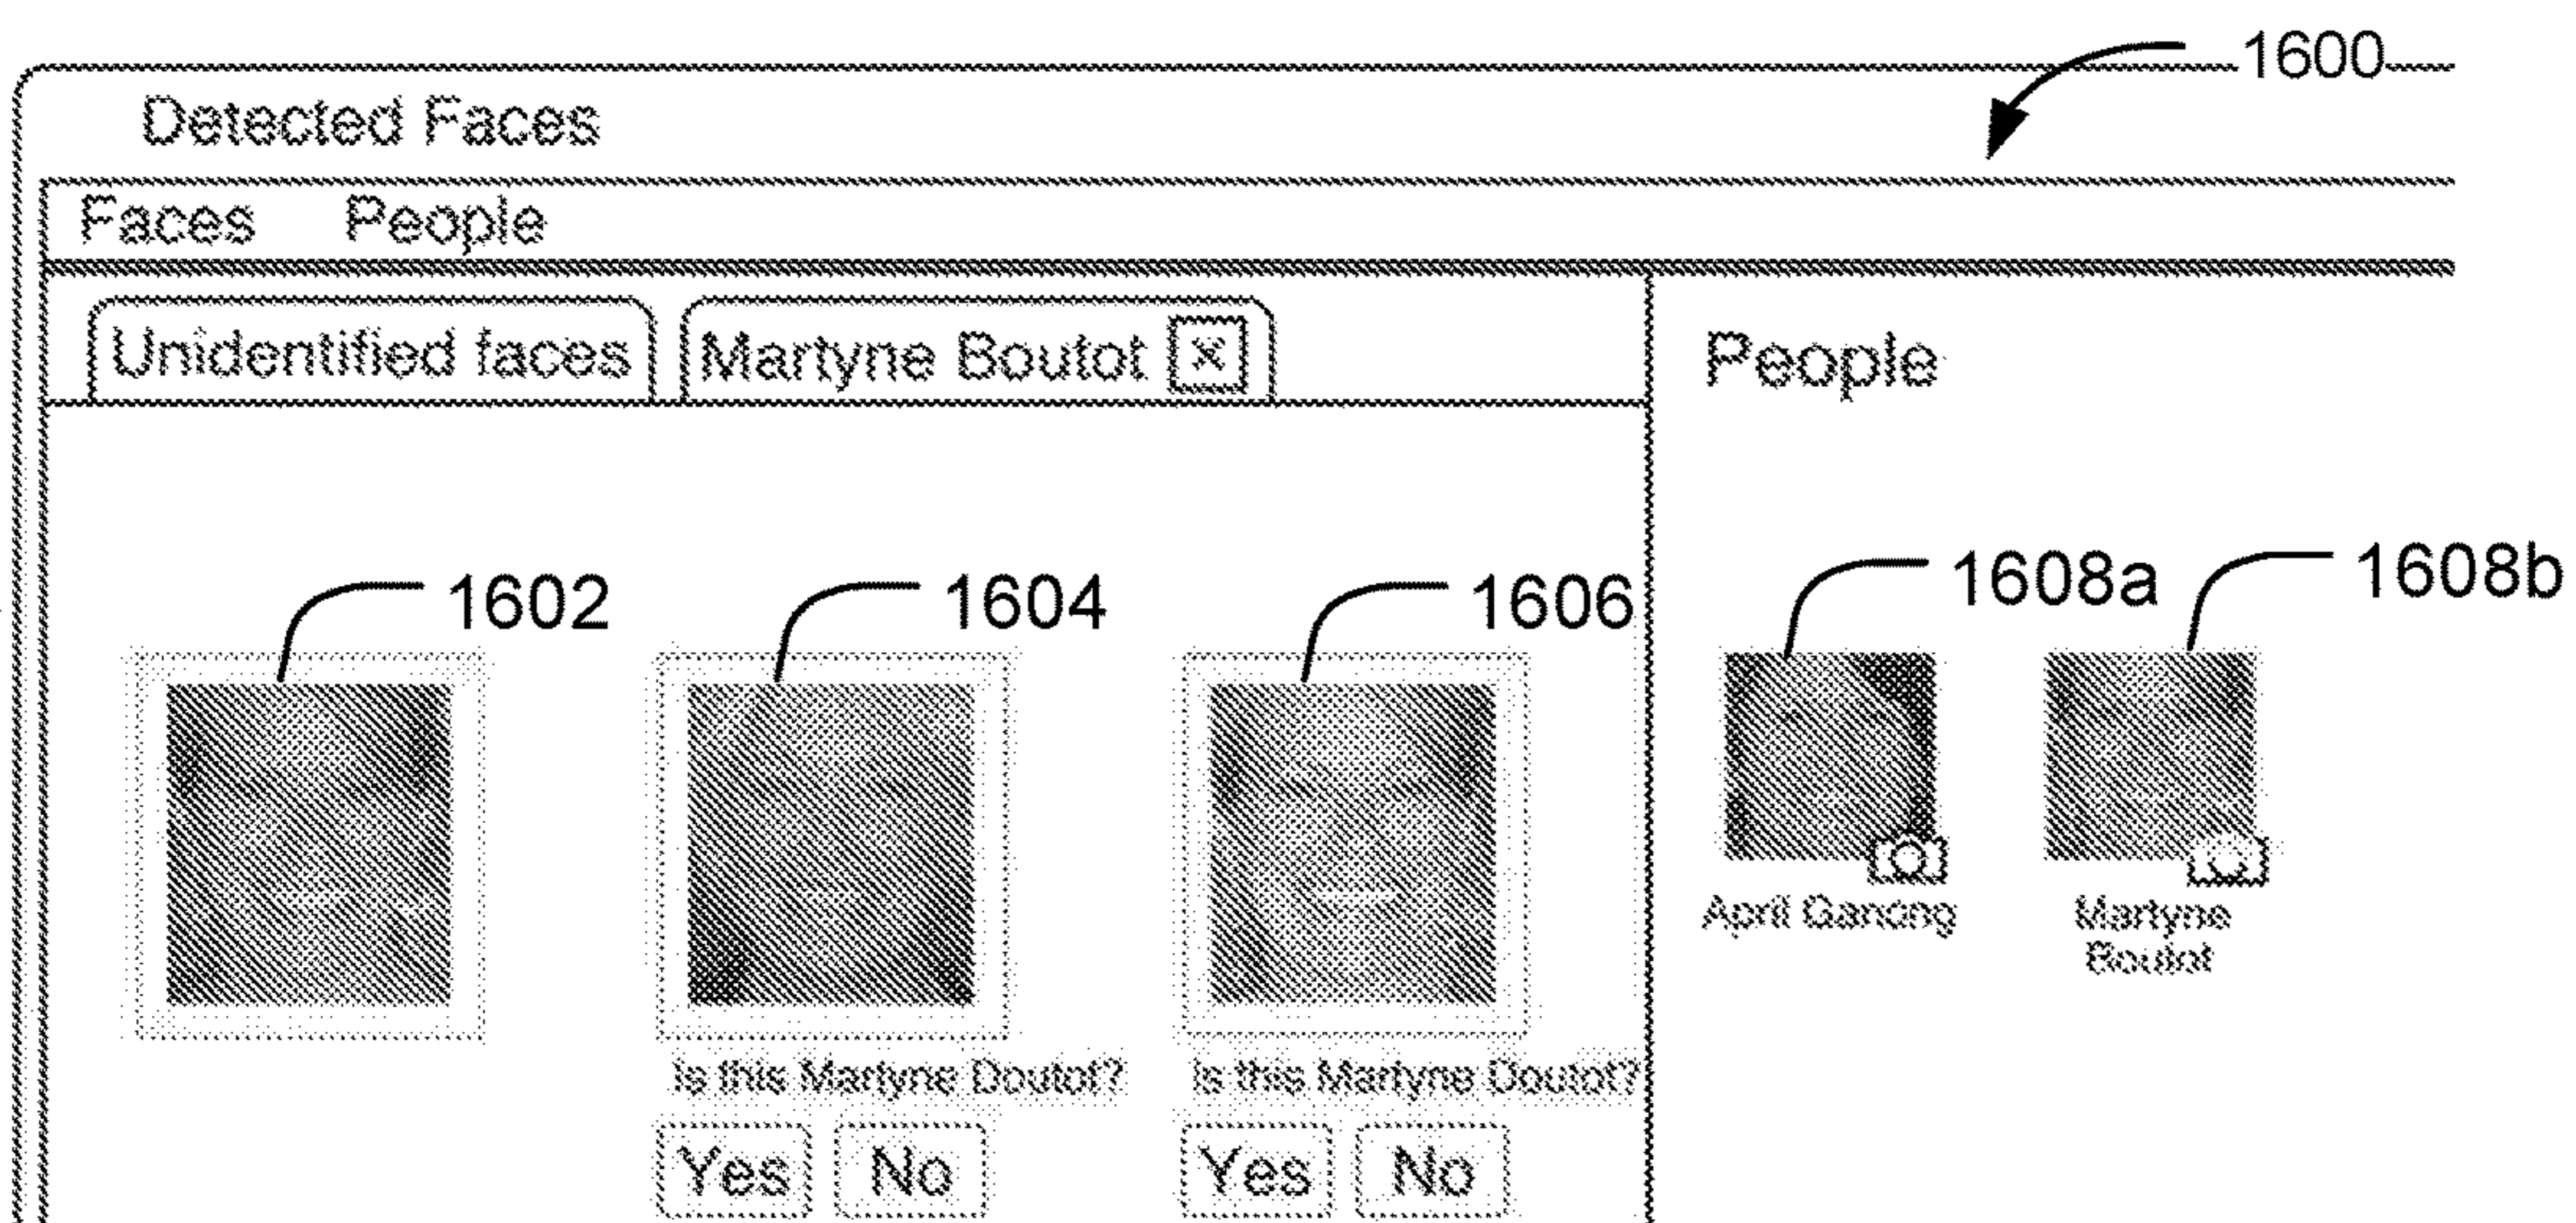 1600
Detected Faces
Faces People
Unidentified faces Martyne Boutot x
People
1602 1604 1606 1608a 1608b
April Gancng
Martyne
Boutot
Is this Martyne Doutot? Is this Martyne Doutot?
Yes No Yes No